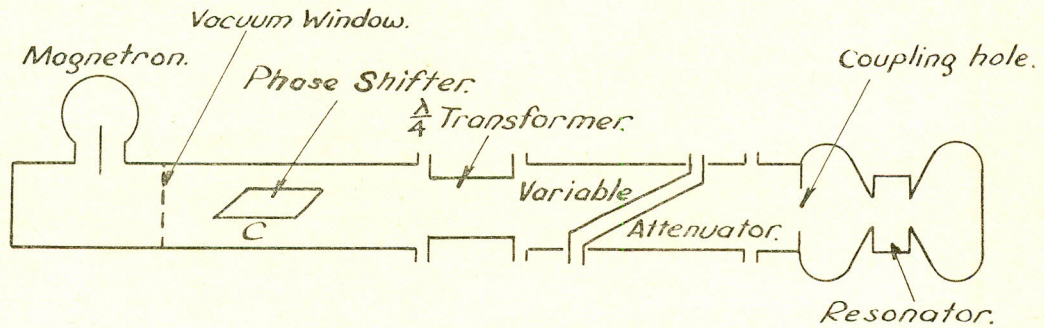 Vacuum Window.
Magnetron.
Coupling hole.
Phase Shifter.
λ/4 Transformer.
Variable
Attenuator.
C
Resonator.